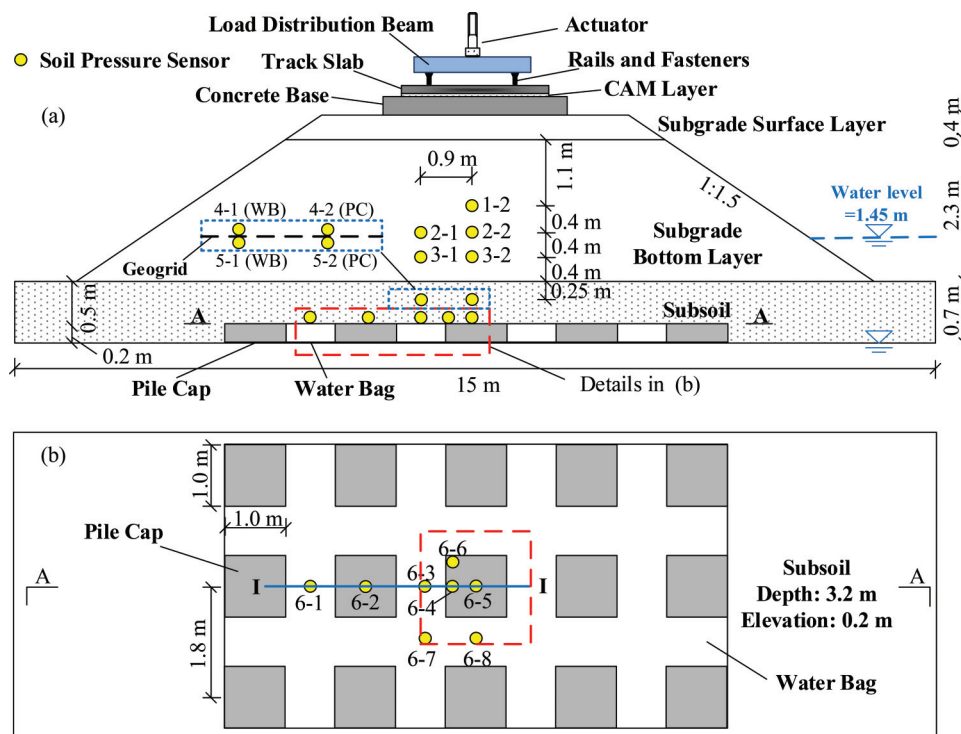 Load Distribution Beam
Actuator
Soil Pressure Sensor
Track Slab
Rails and Fasteners
Concrete Base
CAM Layer
(a)
Subgrade Surface Layer
0.4 m
0.9 m
1.1 m
1:1.5
Water level
=1.45 m
2.3 m
4-1 (WB)
4-2 (PC)
1-2
0.4 m
2-1
2-2
0.4 m
Subgrade
Bottom Layer
Geogrid
5-1 (WB)
5-2 (PC)
3-1
3-2
0.4 m
0.25 m
0.5 m
A
Subsoil
A
0.7 m
0.2 m
Pile Cap
Water Bag
15 m
Details in (b)
(b)
1.0 m
1.0 m
Pile Cap
6-6
A
I
6-3
I
A
6-1
6-2
6-4
6-5
Subsoil
Depth: 3.2 m
Elevation: 0.2 m
1.8 m
6-7
6-8
Water Bag